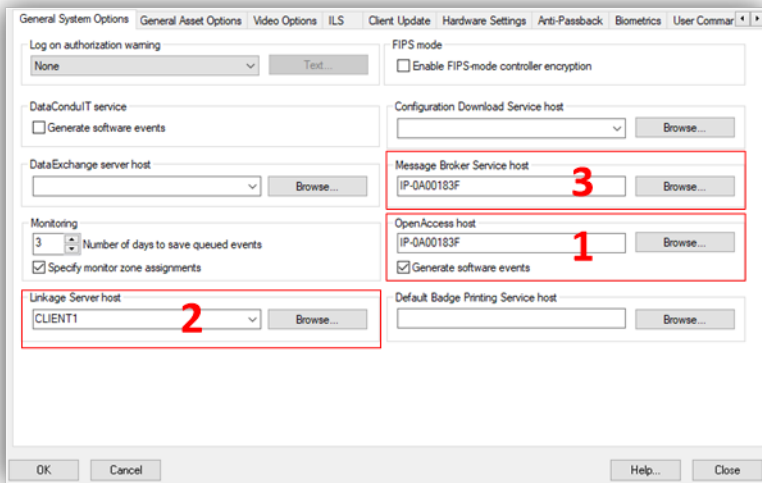 General System Options General Asset Options Video Options ILS Client Update Hardware Settings Anti-Passback Biometrics User Commar
Log on authorization warning
None Text...
FIPS mode
Enable FIPS-mode controller encryption
DataConduIT service
Generate software events
Configuration Download Service host
Browse...
DataExchange server host
Browse...
Message Broker Service host
IP-0A00183F Browse...
3
Monitoring
3 Number of days to save queued events
Specify monitor zone assignments
OpenAccess host
IP-0A00183F Browse...
1
Generate software events
Linkage Server host
CLIENT1 Browse...
2
Default Badge Printing Service host
Browse...
OK Cancel Help... Close